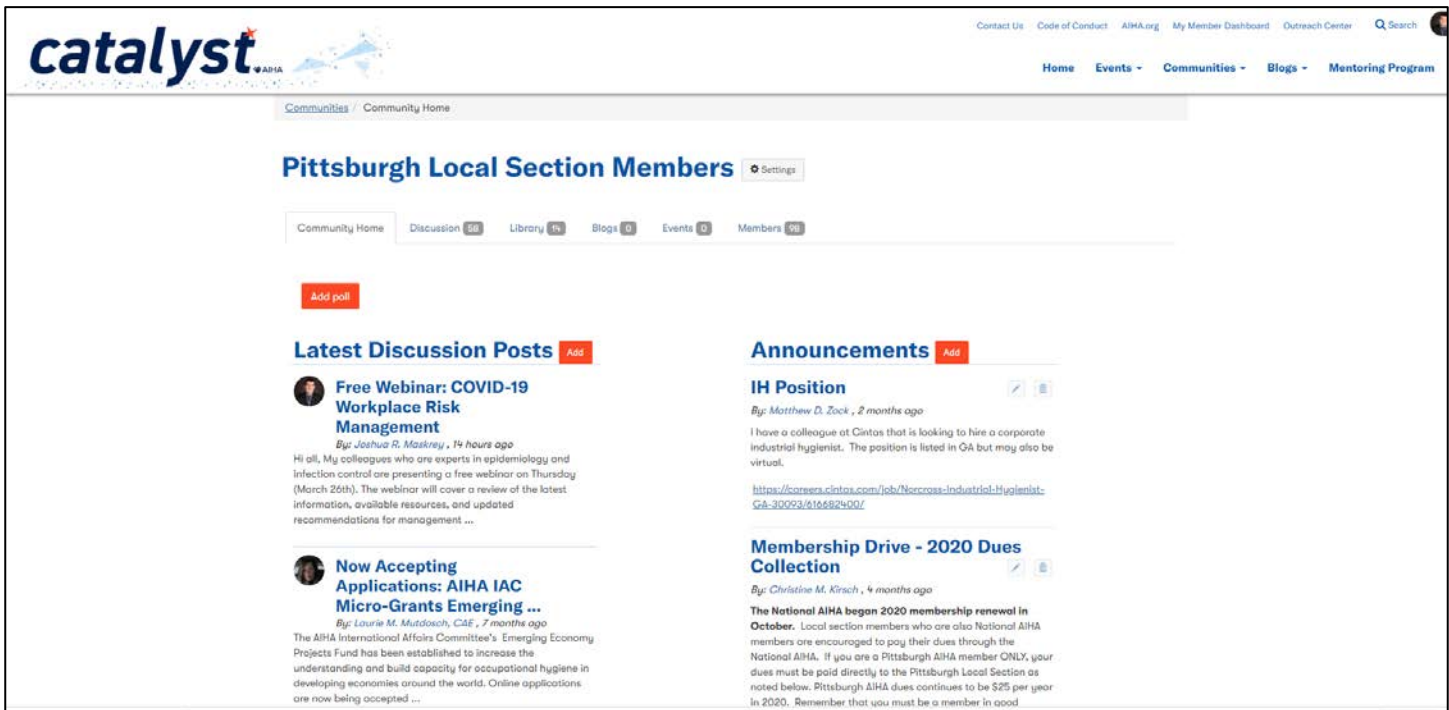 Contact Us Code of Conduct AIHA.org My Member Dashboard Outreach Center Search
catalyst AIHA
Home Events Communities Blogs Mentoring Program
Communities / Community Home
Pittsburgh Local Section Members Settings
Community Home Discussion 58 Library 14 Blogs 0 Events 0 Members 98
Add poll
Latest Discussion Posts Add
Free Webinar: COVID-19
Workplace Risk
Management
By: Joshua R. Maskrey , 14 hours ago
Hi all, My colleagues who are experts in epidemiology and
infection control are presenting a free webinar on Thursday
(March 26th). The webinar will cover a review of the latest
information, available resources, and updated
recommendations for management ...
Now Accepting
Applications: AIHA IAC
Micro-Grants Emerging ...
By: Laurie M. Mutdosch, CAE , 7 months ago
The AIHA International Affairs Committee's Emerging Economy
Projects Fund has been established to increase the
understanding and build capacity for occupational hygiene in
developing economies around the world. Online applications
are now being accepted ...
Announcements Add
IH Position
By: Matthew D. Zock , 2 months ago
I have a colleague at Cintas that is looking to hire a corporate
industrial hygienist. The position is listed in GA but may also be
virtual.
https://careers.cintas.com/job/Norcross-Industrial-Hygienist-
GA-30093/616682400/
Membership Drive - 2020 Dues
Collection
By: Christine M. Kirsch , 4 months ago
The National AIHA began 2020 membership renewal in
October. Local section members who are also National AIHA
members are encouraged to pay their dues through the
National AIHA. If you are a Pittsburgh AIHA member ONLY, your
dues must be paid directly to the Pittsburgh Local Section as
noted below. Pittsburgh AIHA dues continues to be $25 per year
in 2020. Remember that you must be a member in good